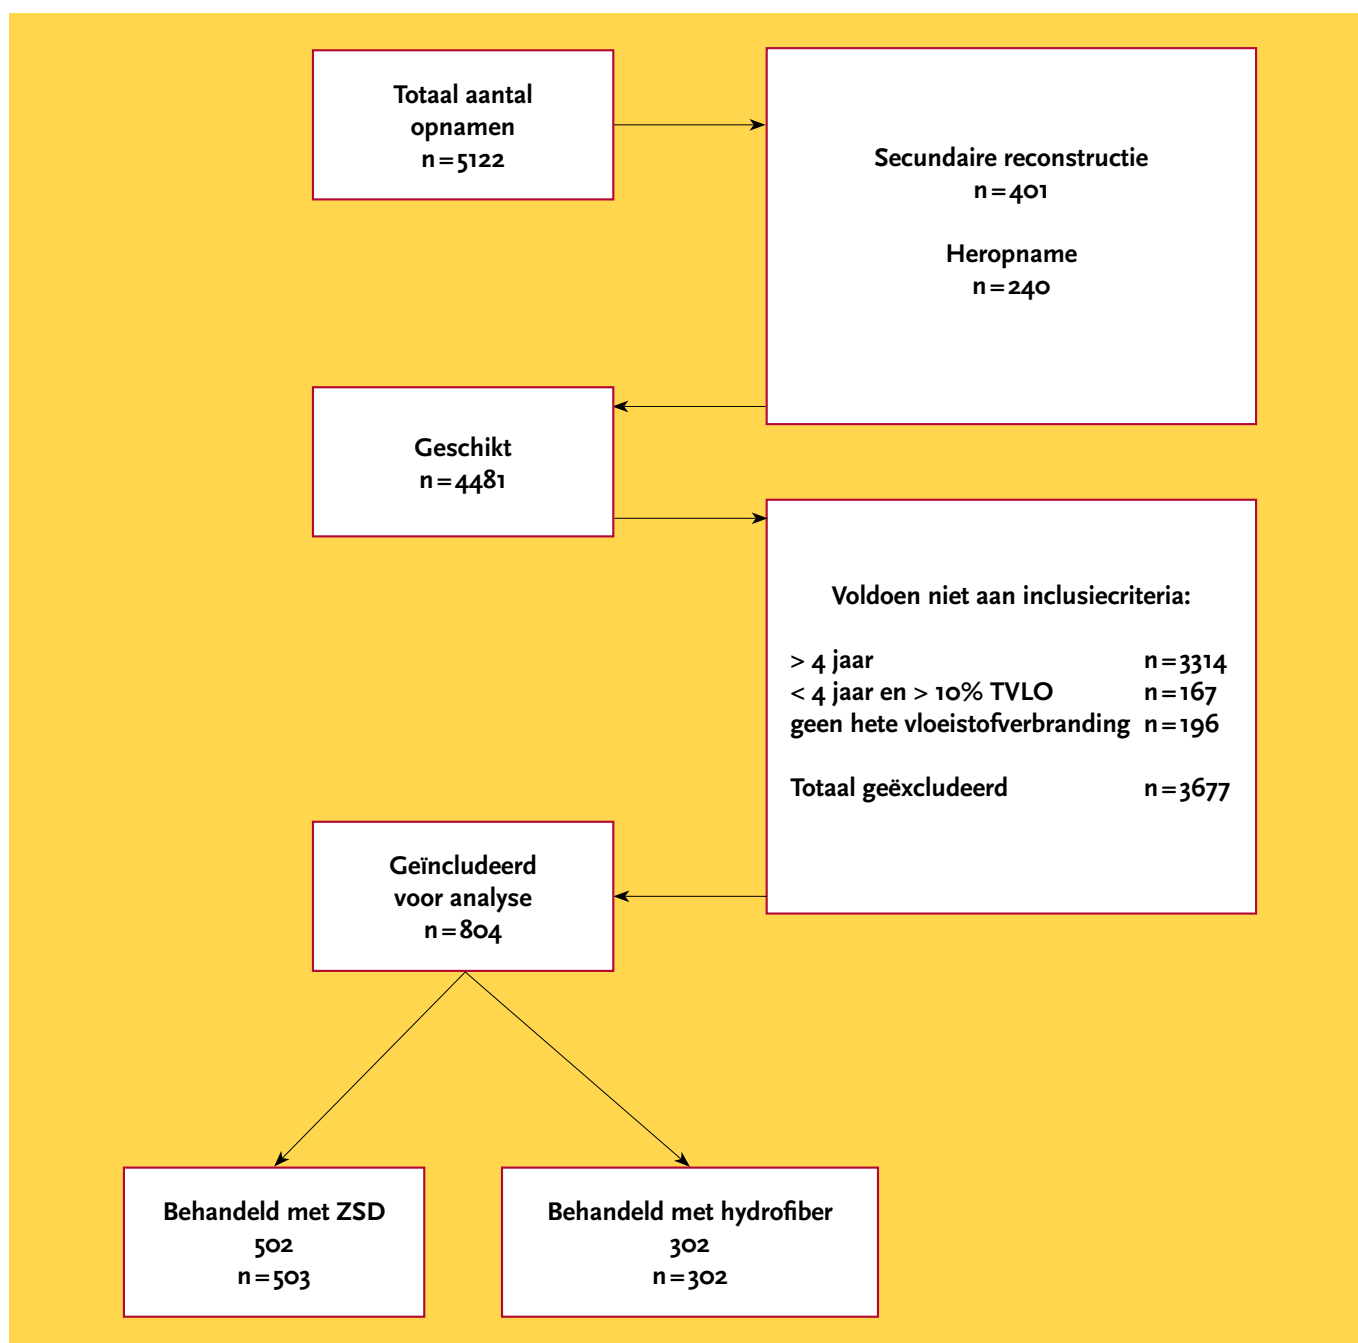 Totaal aantal
opnamen
n=5122
Secundaire reconstructie
n=401
Heropname
n=240
Geschikt
n=4481
Voldoen niet aan inclusiecriteria:
> 4 jaar n=3314
< 4 jaar en > 10% TVLO n=167
geen hete vloeistofverbranding n=196
Totaal geëxcludeerd n=3677
Geïncludeerd
voor analyse
n=804
Behandeld met ZSD
502
n=503
Behandeld met hydrofiber
302
n=302